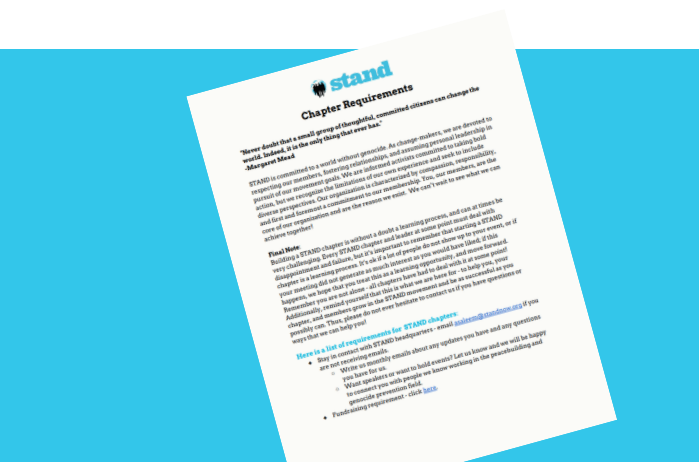 stand
Chapter Requirements
"Never doubt that a small group of thoughtful, committed citizens can change the
world. Indeed, it is the only thing that ever has."
-Margaret Mead
STAND is committed to a world without genocide. As change-makers, we are devoted to
respecting our members, fostering relationships, and assuming personal leadership in
pursuit of our movement goals. We are informed activists committed to taking bold
action, but we recognize the limitations of our own experience and seek to include
diverse perspectives. Our organization is characterized by compassion, responsibility,
and first and foremost a commitment to our membership. You, our members, are the
core of our organisation and are the reason we exist. We can't wait to see what we can
achieve together!
Final Note:
Building a STAND chapter is without a doubt a learning process, and can at times be
very challenging. Every STAND chapter and leader at some point must deal with
disappointment and failure, but it's important to remember that starting a STAND
chapter is a learning process. It's ok if a lot of people do not show up to your event, or if
your meeting did not generate as much interest as you would have liked; if this
happens, we hope that you treat this as a learning opportunity, and move forward.
Remember you are not alone - all chapters have had to deal with it at some point!
Additionally, remind yourself that this is what we are here for - to help you, your
chapter, and members grow in the STAND movement and be as successful as you
possibly can. Thus, please do not ever hesitate to contact us if you have questions or
ways that we can help you!
Here is a list of requirements for STAND chapters:
• Stay in contact with STAND headquarters - email asaleem@standnow.org if you
are not receiving emails.
○ Write us monthly emails about any updates you have and any questions
you have for us.
○ Want speakers or want to hold events? Let us know and we will be happy
to connect you with people we know working in the peacebuilding and
genocide prevention field.
• Fundraising requirement - click here.